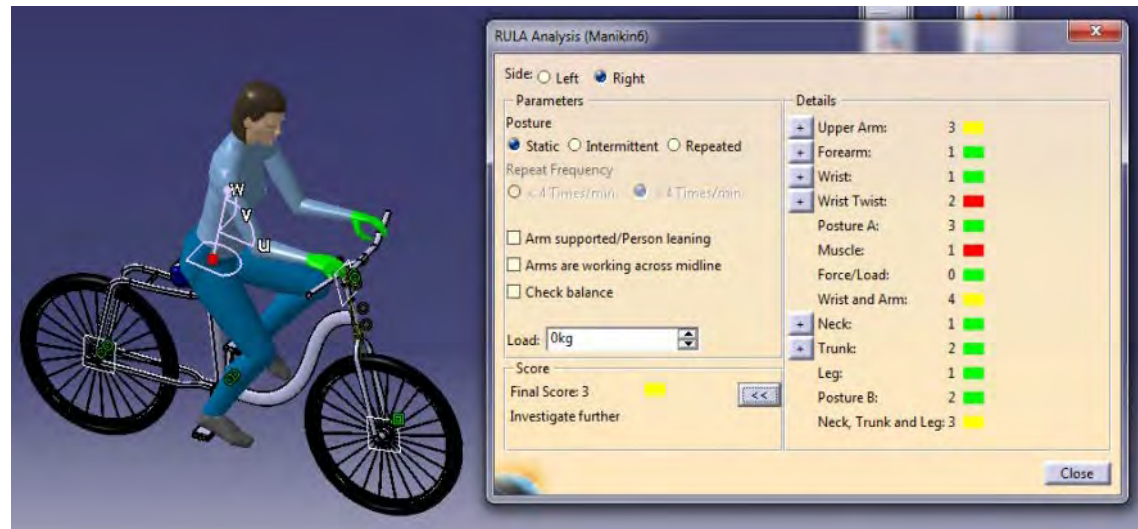 RULA Analysis (Manikin6)
Side: Left Right
Parameters
Posture
Static Intermittent Repeated
Repeat Frequency
< 4 Times/min. 4 Times/min.
Arm supported/Person leaning
Arms are working across midline
Check balance
Load: 0kg
Score
Final Score: 3
<<
Investigate further
Details
+ Upper Arm: 3
+ Forearm: 1
+ Wrist: 1
+ Wrist Twist: 2
Posture A: 3
Muscle: 1
Force/Load: 0
Wrist and Arm: 4
+ Neck: 1
+ Trunk: 2
Leg: 1
Posture B: 2
Neck, Trunk and Leg: 3
Close
W
V
u